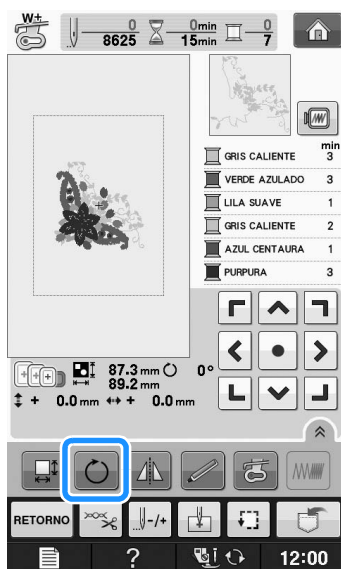 W+
0 0min 0
8625 15min 7
min
GRIS CALIENTE 3
VERDE AZULADO 3
LILA SUAVE 1
GRIS CALIENTE 2
AZUL CENTAURA 1
PURPURA 3
87.3 mm 0°
89.2 mm
+ 0.0 mm + 0.0 mm
RETORNO -/+
? 12:00